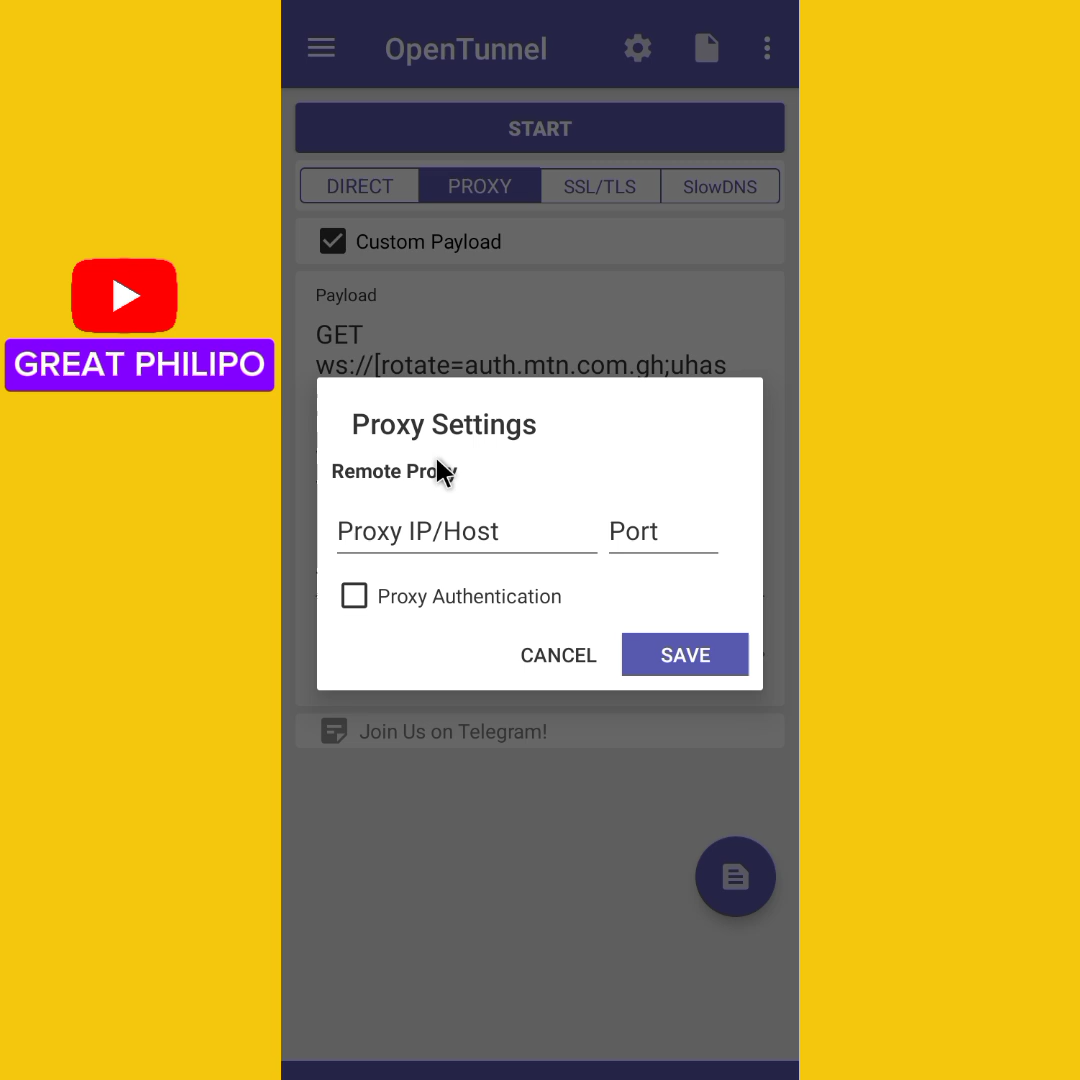 OpenTunnel
START
DIRECT PROXY SSL/TLS SlowDNS
Custom Payload
Payload
GET
ws://[rotate=auth.mtn.com.gh;uhas
GREAT PHILIPO
Proxy Settings
Remote Proxy
Proxy IP/Host Port
Proxy Authentication
CANCEL SAVE
Join Us on Telegram!